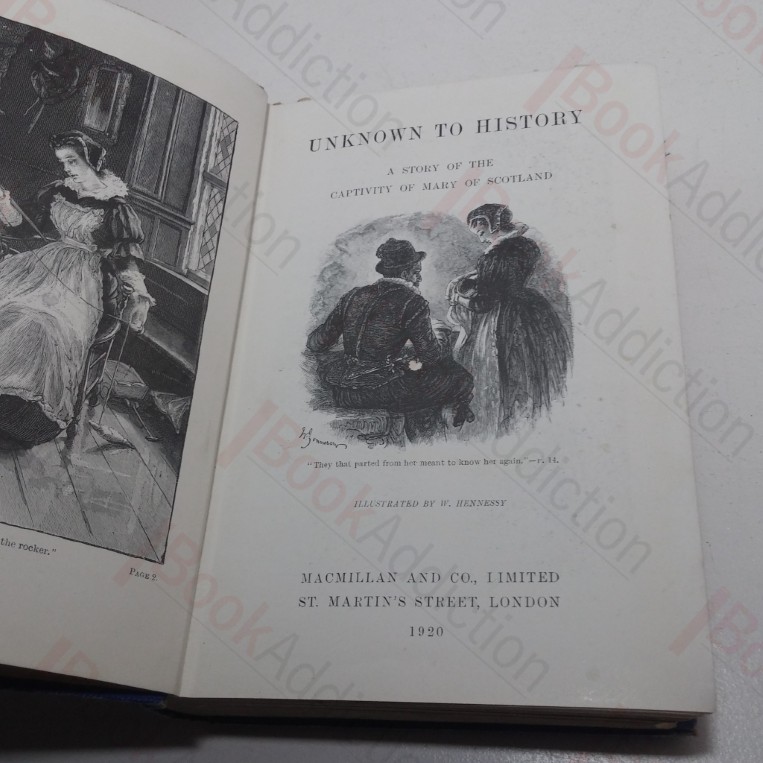 the rocker."
PAGE 2.
UNKNOWN TO HISTORY
A STORY OF THE
CAPTIVITY OF MARY OF SCOTLAND
"They that parted from her meant to know her again."—P. 14.
ILLUSTRATED BY W. HENNESSY
MACMILLAN AND CO., LIMITED
ST. MARTIN'S STREET, LONDON
1920
BookAddiction